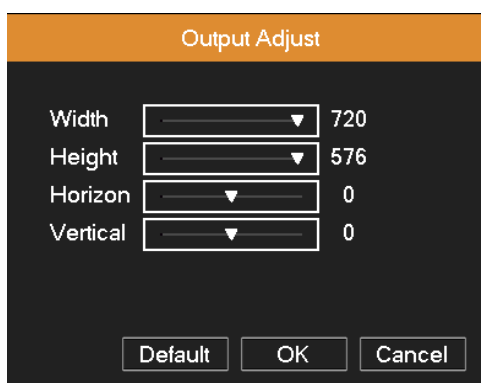 Output Adjust
Width 720
Height 576
Horizon 0
Vertical 0
Default OK Cancel